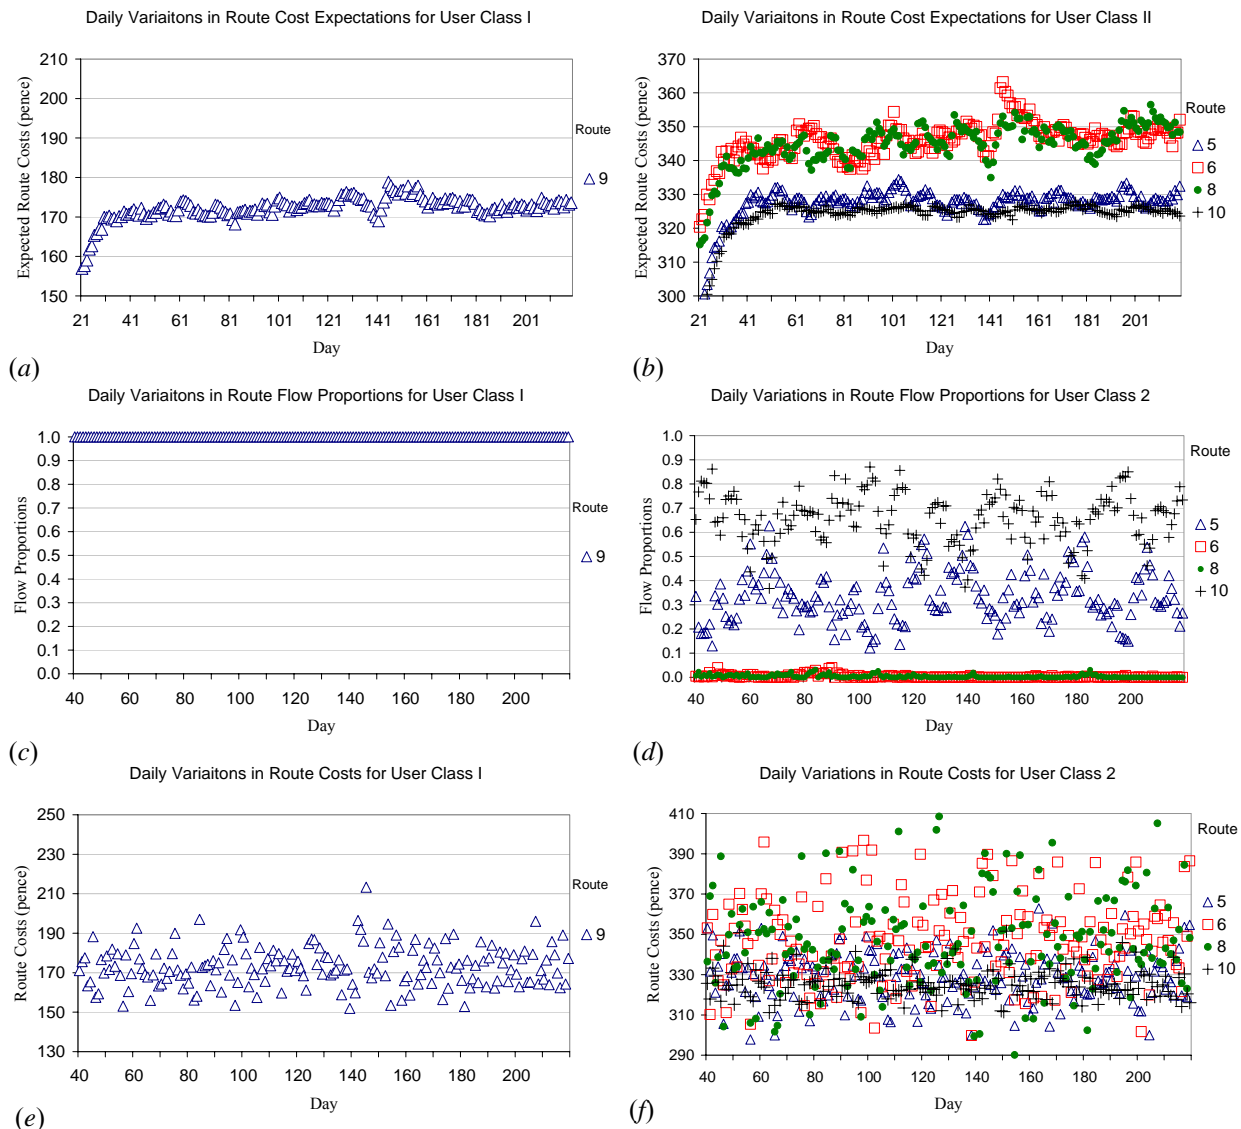 Daily Variaitons in Route Cost Expectations for User Class I
Expected Route Costs (pence)
210
200
190
180
170
160
150
21 41 61 81 101 121 141 161 181 201
Day
Route
9
(a)
Daily Variaitons in Route Cost Expectations for User Class II
Expected Route Costs (pence)
370
360
350
340
330
320
310
300
21 41 61 81 101 121 141 161 181 201
Day
Route
5
6
8
10
(b)
Daily Variaitons in Route Flow Proportions for User Class I
Flow Proportions
1.0
0.9
0.8
0.7
0.6
0.5
0.4
0.3
0.2
0.1
0.0
40 60 80 100 120 140 160 180 200
Day
Route
9
(c)
Daily Variations in Route Flow Proportions for User Class 2
Flow Proportions
1.0
0.9
0.8
0.7
0.6
0.5
0.4
0.3
0.2
0.1
0.0
40 60 80 100 120 140 160 180 200
Day
Route
5
6
8
10
(d)
Daily Variaitons in Route Costs for User Class I
Route Costs (pence)
250
230
210
190
170
150
130
40 60 80 100 120 140 160 180 200
Day
Route
9
(e)
Daily Variations in Route Costs for User Class 2
Route Costs (pence)
410
390
370
350
330
310
290
40 60 80 100 120 140 160 180 200
Day
Route
5
6
8
10
(f)